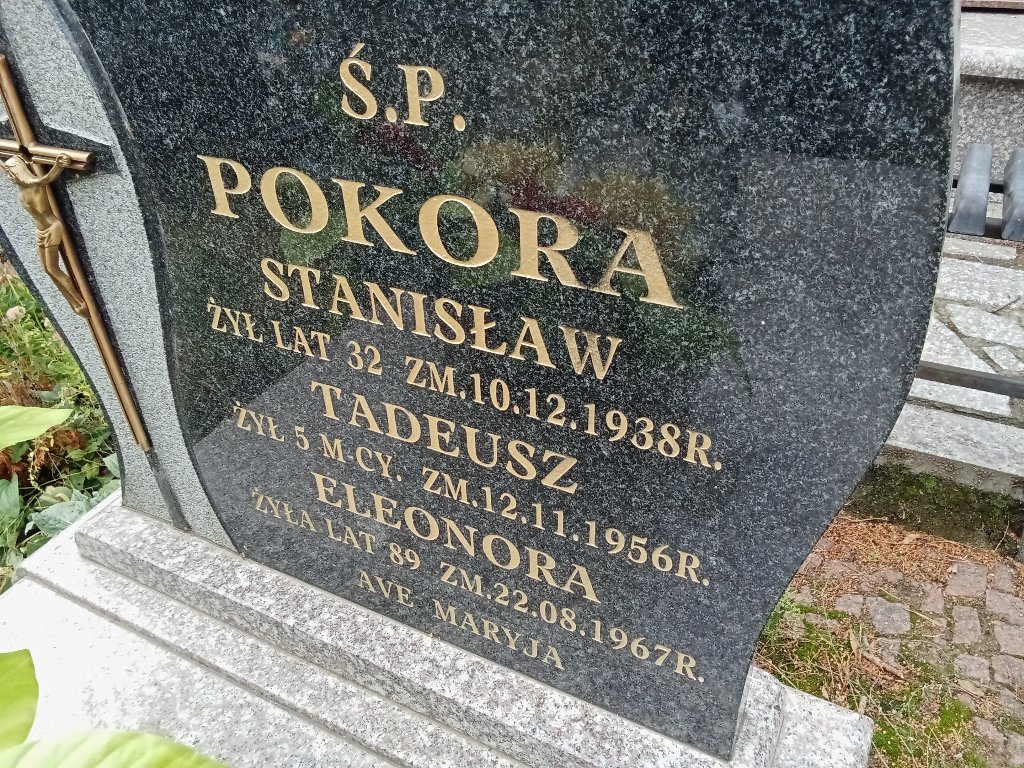 Ś.P.
POKORA
STANISŁAW
ŻYŁ LAT 32 ZM.10.12.1938R.
TADEUSZ
ŻYŁ 5 M-CY. ZM.12.11.1956R.
ELEONORA
ŻYŁA LAT 89 ZM.22.08.1967R.
AVE MARYJA